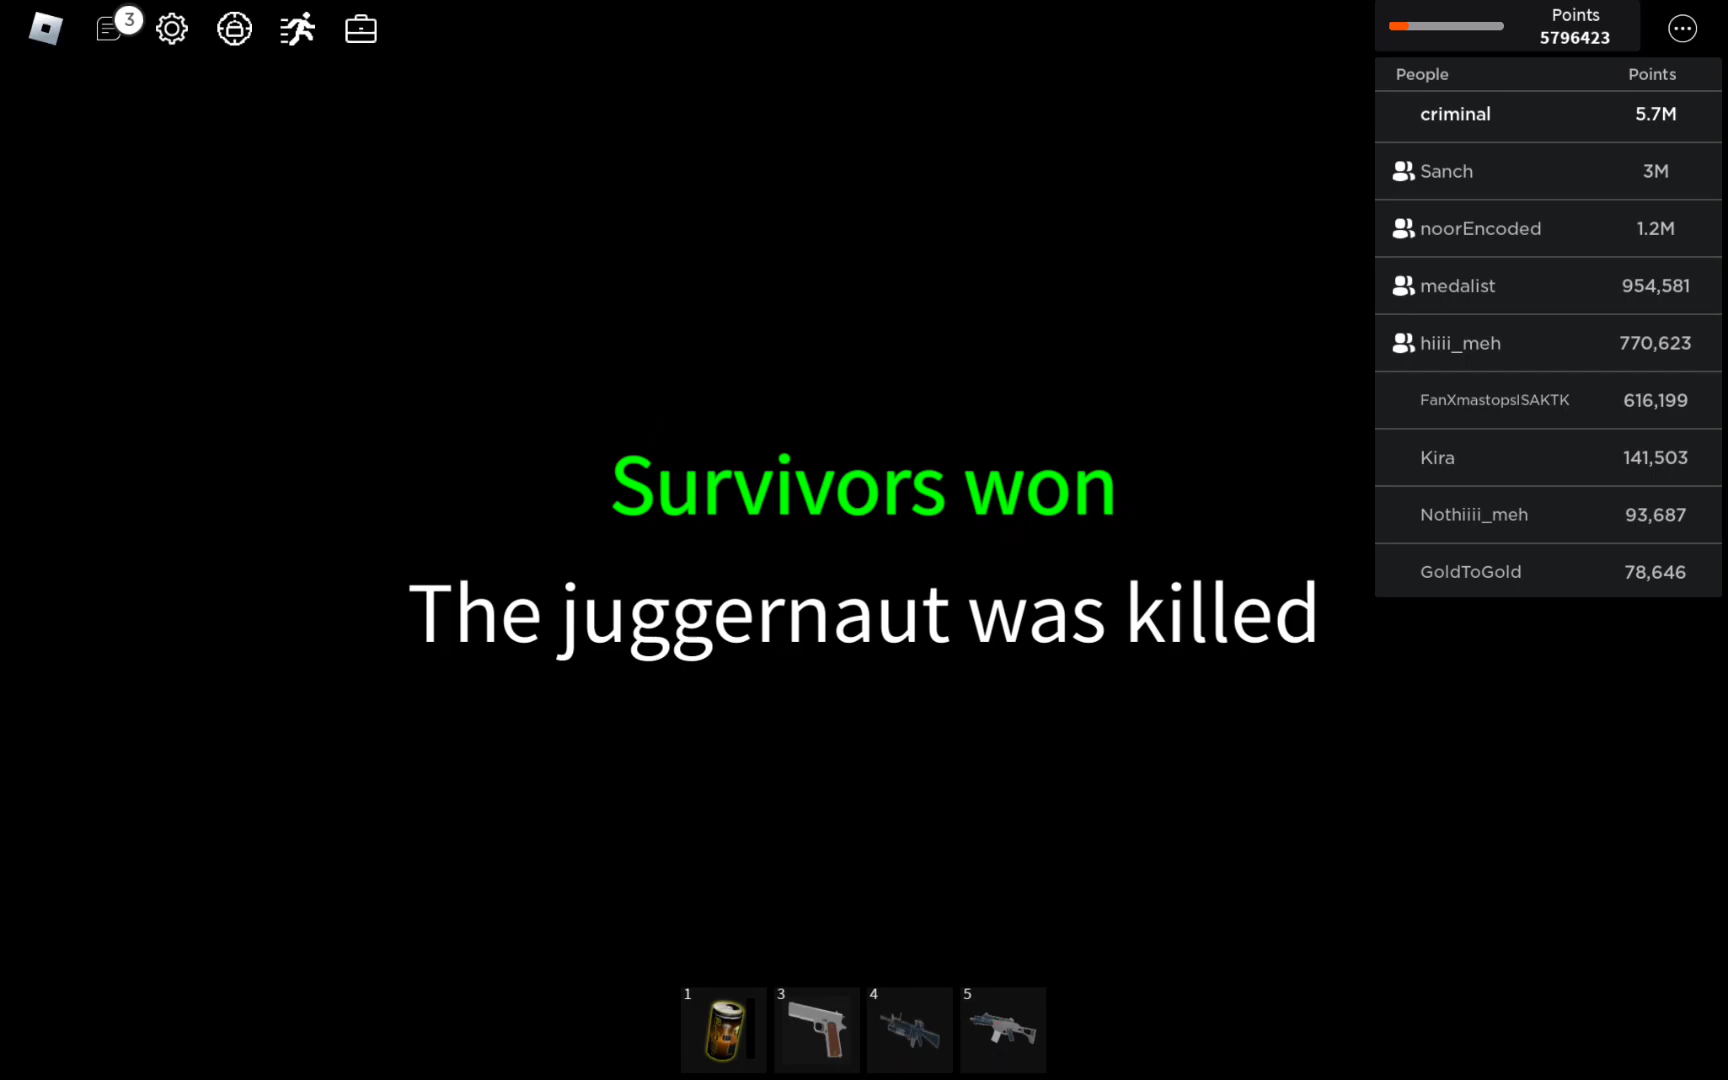 3
Points
5796423
People Points
criminal 5.7M
Sanch 3M
noorEncoded 1.2M
medalist 954,581
hiiii_meh 770,623
FanXmastopsISAKTK 616,199
Kira 141,503
Nothiiii_meh 93,687
GoldToGold 78,646
Survivors won
The juggernaut was killed
1 3 4 5